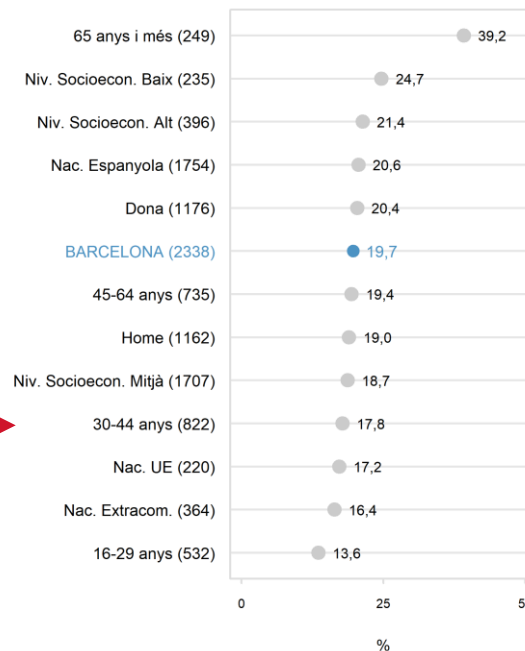 65 anys i més (249) 39,2
Niv. Socioecon. Baix (235) 24,7
Niv. Socioecon. Alt (396) 21,4
Nac. Espanyola (1754) 20,6
Dona (1176) 20,4
BARCELONA (2338) 19,7
45-64 anys (735) 19,4
Home (1162) 19,0
Niv. Socioecon. Mitjà (1707) 18,7
30-44 anys (822) 17,8
Nac. UE (220) 17,2
Nac. Extracom. (364) 16,4
16-29 anys (532) 13,6
0 25
%